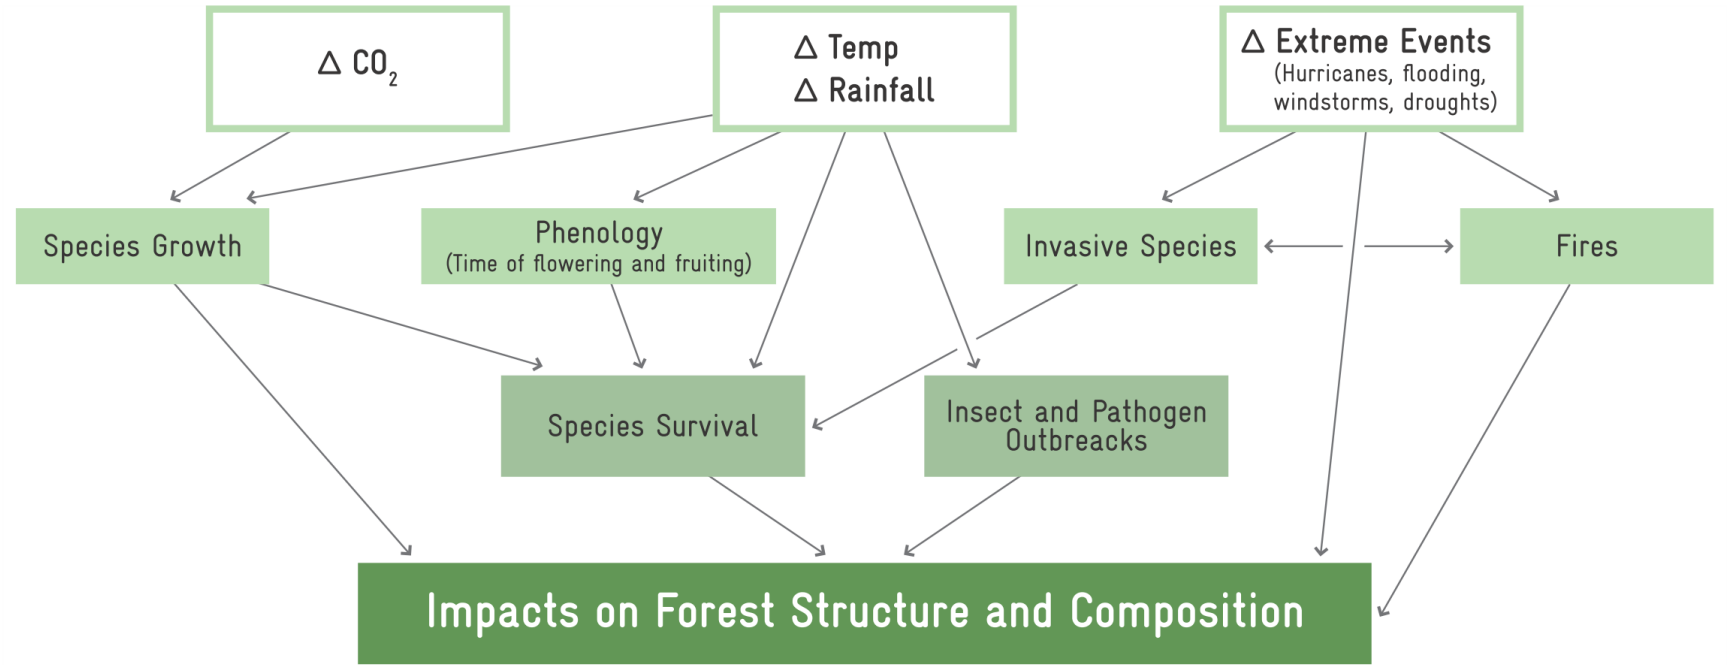 △ CO₂
△ Temp
△ Rainfall
△ Extreme Events
(Hurricanes, flooding,
windstorms, droughts)
Species Growth
Phenology
(Time of flowering and fruiting)
Invasive Species
Fires
Species Survival
Insect and Pathogen
Outbreacks
Impacts on Forest Structure and Composition